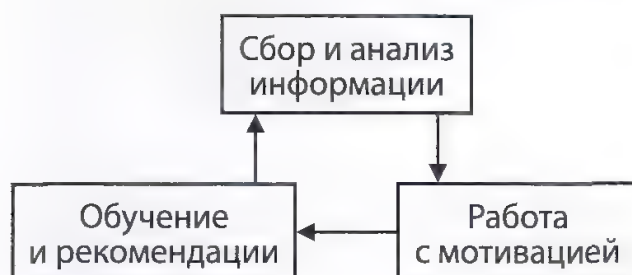 Сбор и анализ
информации
Обучение
и рекомендации
Работа
с мотивацией